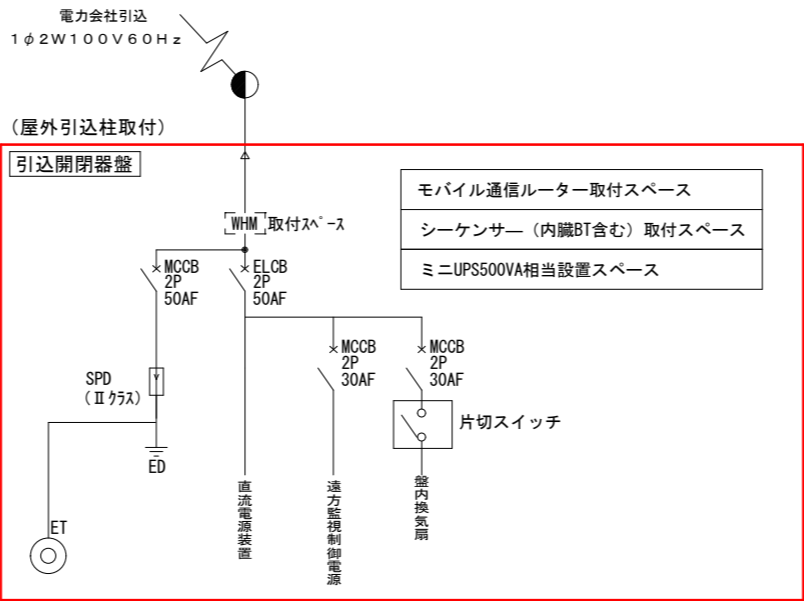 電力会社引込
1φ2W100V60Hz
（屋外引込柱取付）
引込開閉器盤
モバイル通信ルーター取付スペース
シーケンサ―（内臓BT含む）取付スペース
ミニUPS500VA相当設置スペース
WHM 取付ｽﾍﾟｰｽ
MCCB
2P
50AF
ELCB
2P
50AF
MCCB
2P
30AF
MCCB
2P
30AF
SPD
(Ⅱｸﾗｽ)
片切スイッチ
ED
ET
直流電源装置
遠方監視制御電源
盤内換気扇